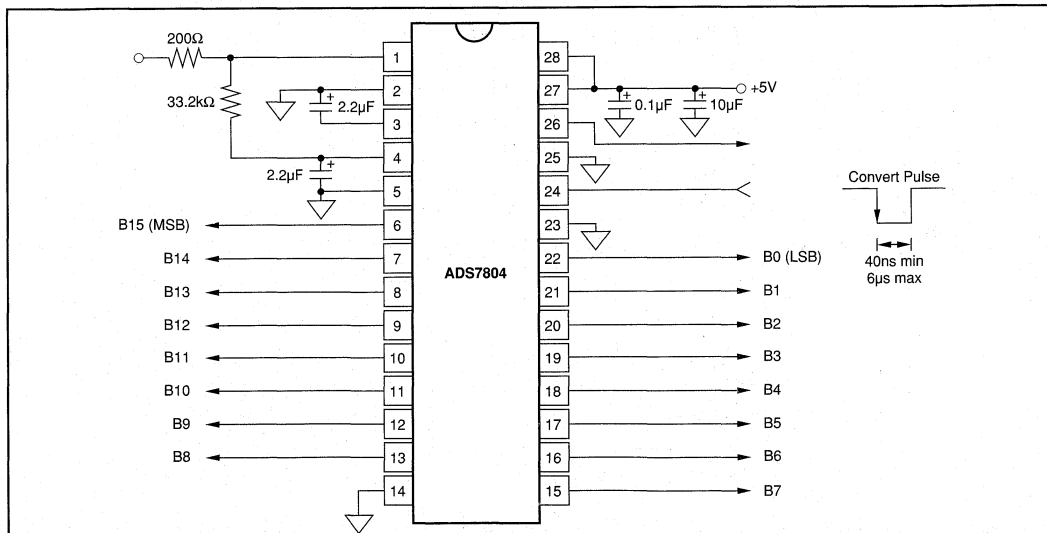 200Ω
33.2kΩ
2.2µF
+
2.2µF
+
B15 (MSB)
B14
B13
B12
B11
B10
B9
B8
1
2
3
4
5
6
7
8
9
10
11
12
13
14
ADS7804
28
27
26
25
24
23
22
21
20
19
18
17
16
15
+
0.1µF
+
10µF
+5V
B0 (LSB)
B1
B2
B3
B4
B5
B6
B7
Convert Pulse
40ns min
6µs max